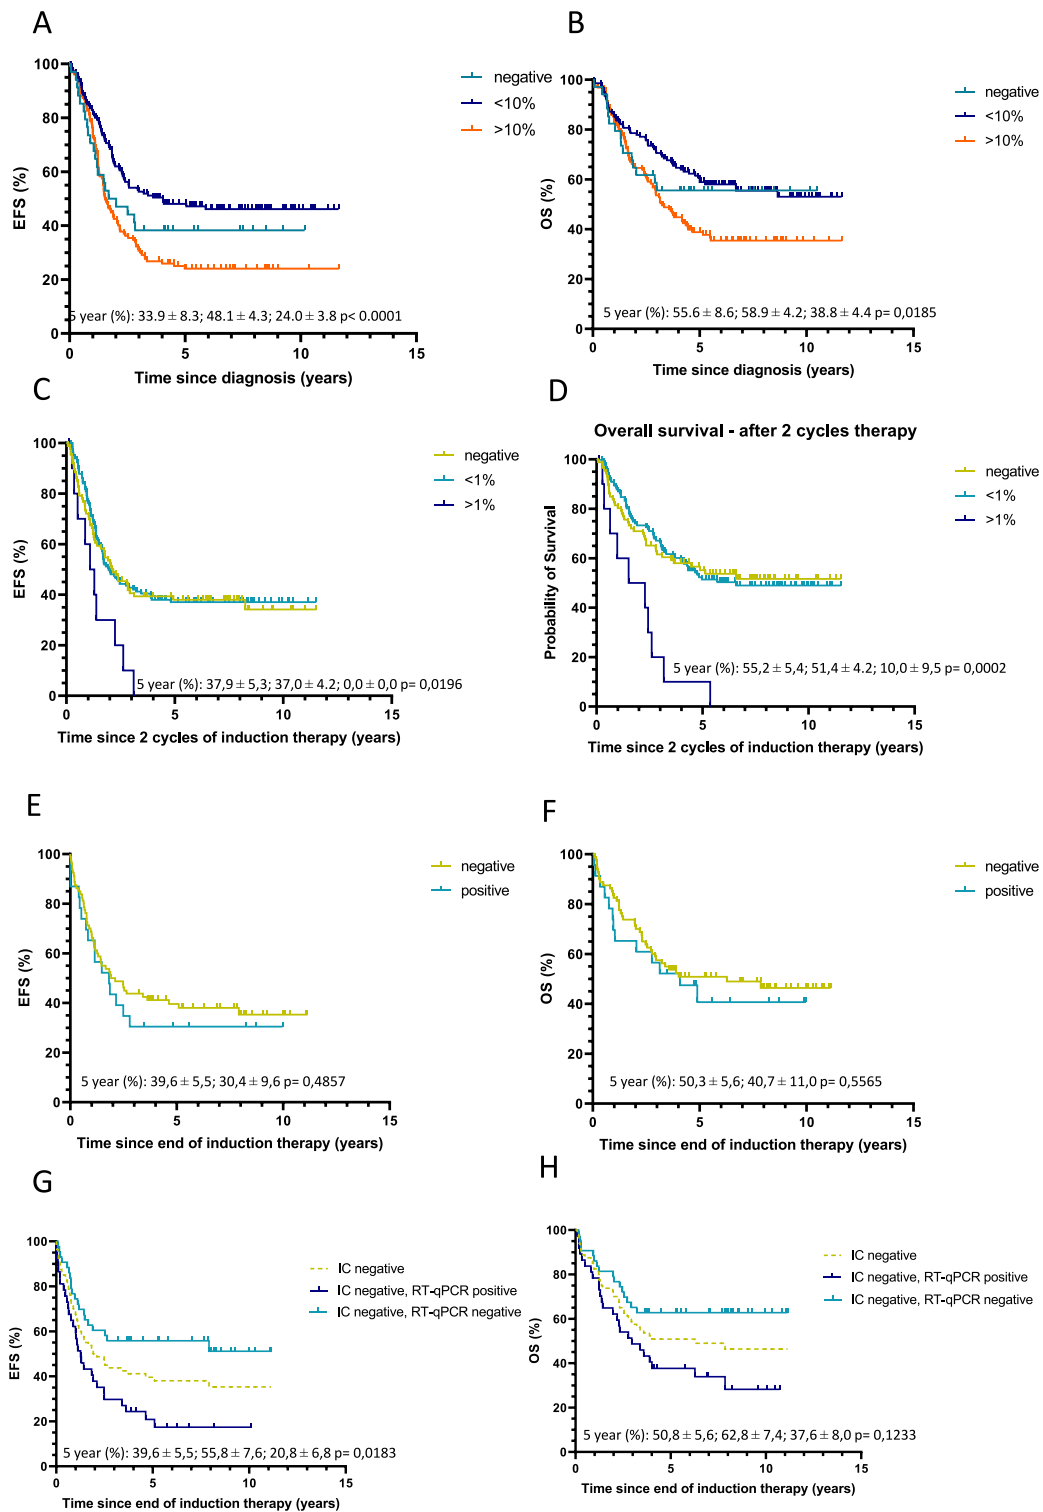 A
100
80
60
40
20
0
EFS (%)
0 5 10 15
Time since diagnosis (years)
negative
<10%
>10%
5 year (%): 33.9 ± 8.3; 48.1 ± 4.3; 24.0 ± 3.8 p< 0.0001
B
100
80
60
40
20
0
OS (%)
0 5 10 15
Time since diagnosis (years)
negative
<10%
>10%
5 year (%): 55.6 ± 8.6; 58.9 ± 4.2; 38.8 ± 4.4 p= 0,0185
C
100
80
60
40
20
0
EFS (%)
0 5 10 15
Time since 2 cycles of induction therapy (years)
negative
<1%
>1%
5 year (%): 37,9 ± 5,3; 37,0 ± 4.2; 0,0 ± 0,0 p= 0,0196
D
Overall survival - after 2 cycles therapy
100
80
60
40
20
0
Probability of Survival
0 5 10 15
Time since 2 cycles of induction therapy (years)
negative
<1%
>1%
5 year (%): 55,2 ± 5,4; 51,4 ± 4.2; 10,0 ± 9,5 p= 0,0002
E
100
80
60
40
20
0
EFS (%)
0 5 10 15
Time since end of induction therapy (years)
negative
positive
5 year (%): 39,6 ± 5,5; 30,4 ± 9,6 p= 0,4857
F
100
80
60
40
20
0
OS (%)
0 5 10 15
Time since end of induction therapy (years)
negative
positive
5 year (%): 50,3 ± 5,6; 40,7 ± 11,0 p= 0,5565
G
100
80
60
40
20
0
EFS (%)
0 5 10 15
Time since end of induction therapy (years)
IC negative
IC negative, RT-qPCR positive
IC negative, RT-qPCR negative
5 year (%): 39,6 ± 5,5; 55,8 ± 7,6; 20,8 ± 6,8 p= 0,0183
H
100
80
60
40
20
0
OS (%)
0 5 10 15
Time since end of induction therapy (years)
IC negative
IC negative, RT-qPCR positive
IC negative, RT-qPCR negative
5 year (%): 50,8 ± 5,6; 62,8 ± 7,4; 37,6 ± 8,0 p= 0,1233